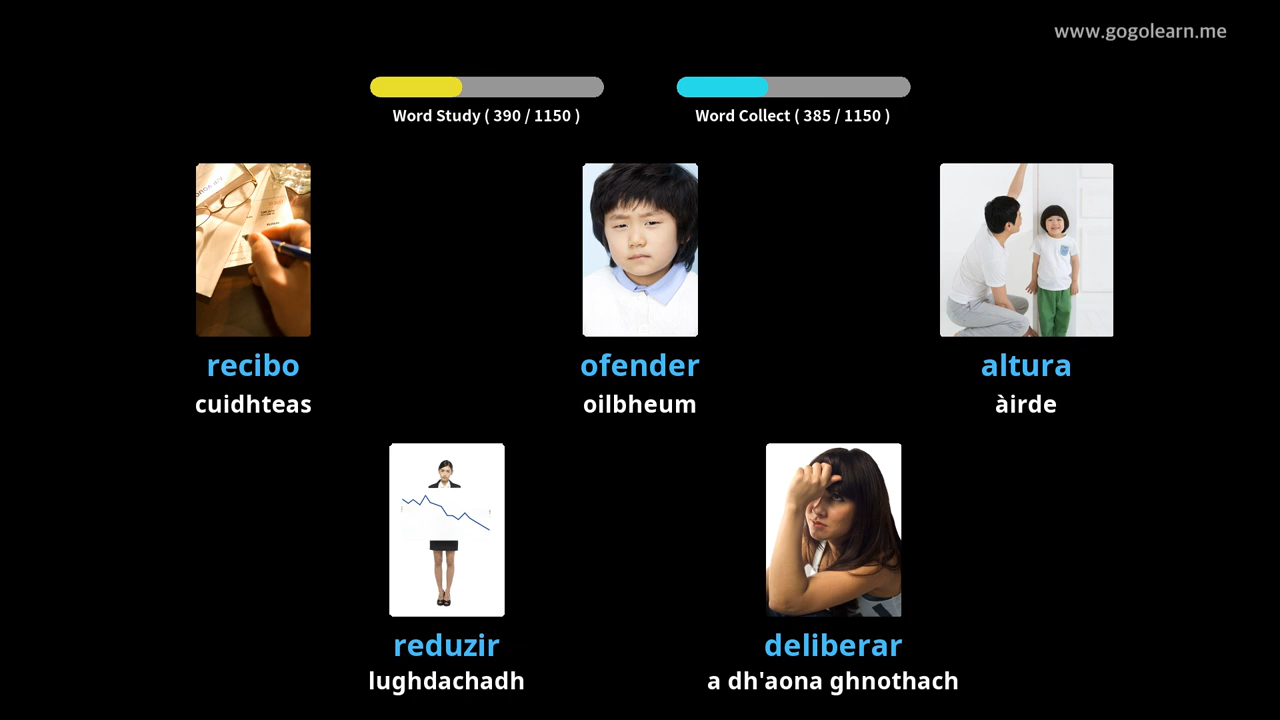 www.gogolearn.me
Word Study ( 390 / 1150 )
Word Collect ( 385 / 1150 )
recibo
cuidhteas
ofender
oilbheum
altura
àirde
reduzir
lughdachadh
deliberar
a dh'aona ghnothach